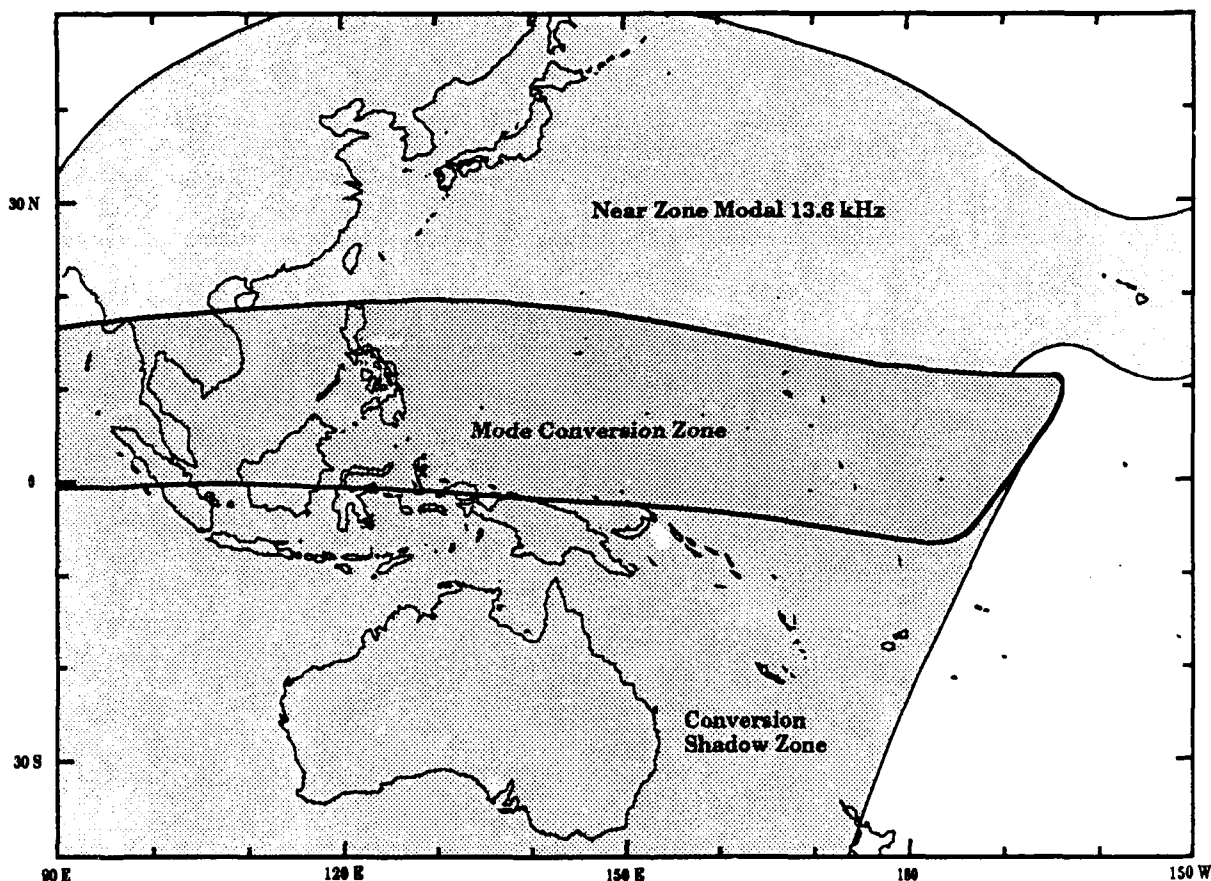 30 N
Near Zone Modal 13.6 kHz
Mode Conversion Zone
0
Conversion
Shadow Zone
30 S
90 E
120 E
150 E
180
150 W